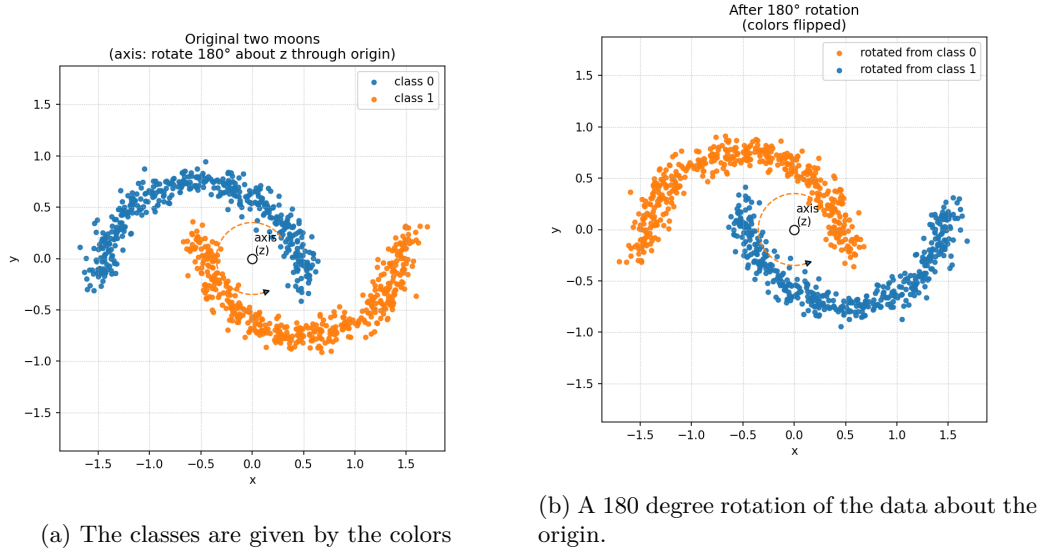 Original two moons
(axis: rotate 180° about z through origin)
class 0
class 1
1.5
1.0
0.5
0.0
−0.5
−1.0
−1.5
y
axis
(z)
−1.5 −1.0 −0.5 0.0 0.5 1.0 1.5
x
(a) The classes are given by the colors
After 180° rotation
(colors flipped)
rotated from class 0
rotated from class 1
1.5
1.0
0.5
0.0
−0.5
−1.0
−1.5
y
axis
(z)
−1.5 −1.0 −0.5 0.0 0.5 1.0 1.5
x
(b) A 180 degree rotation of the data about the
origin.